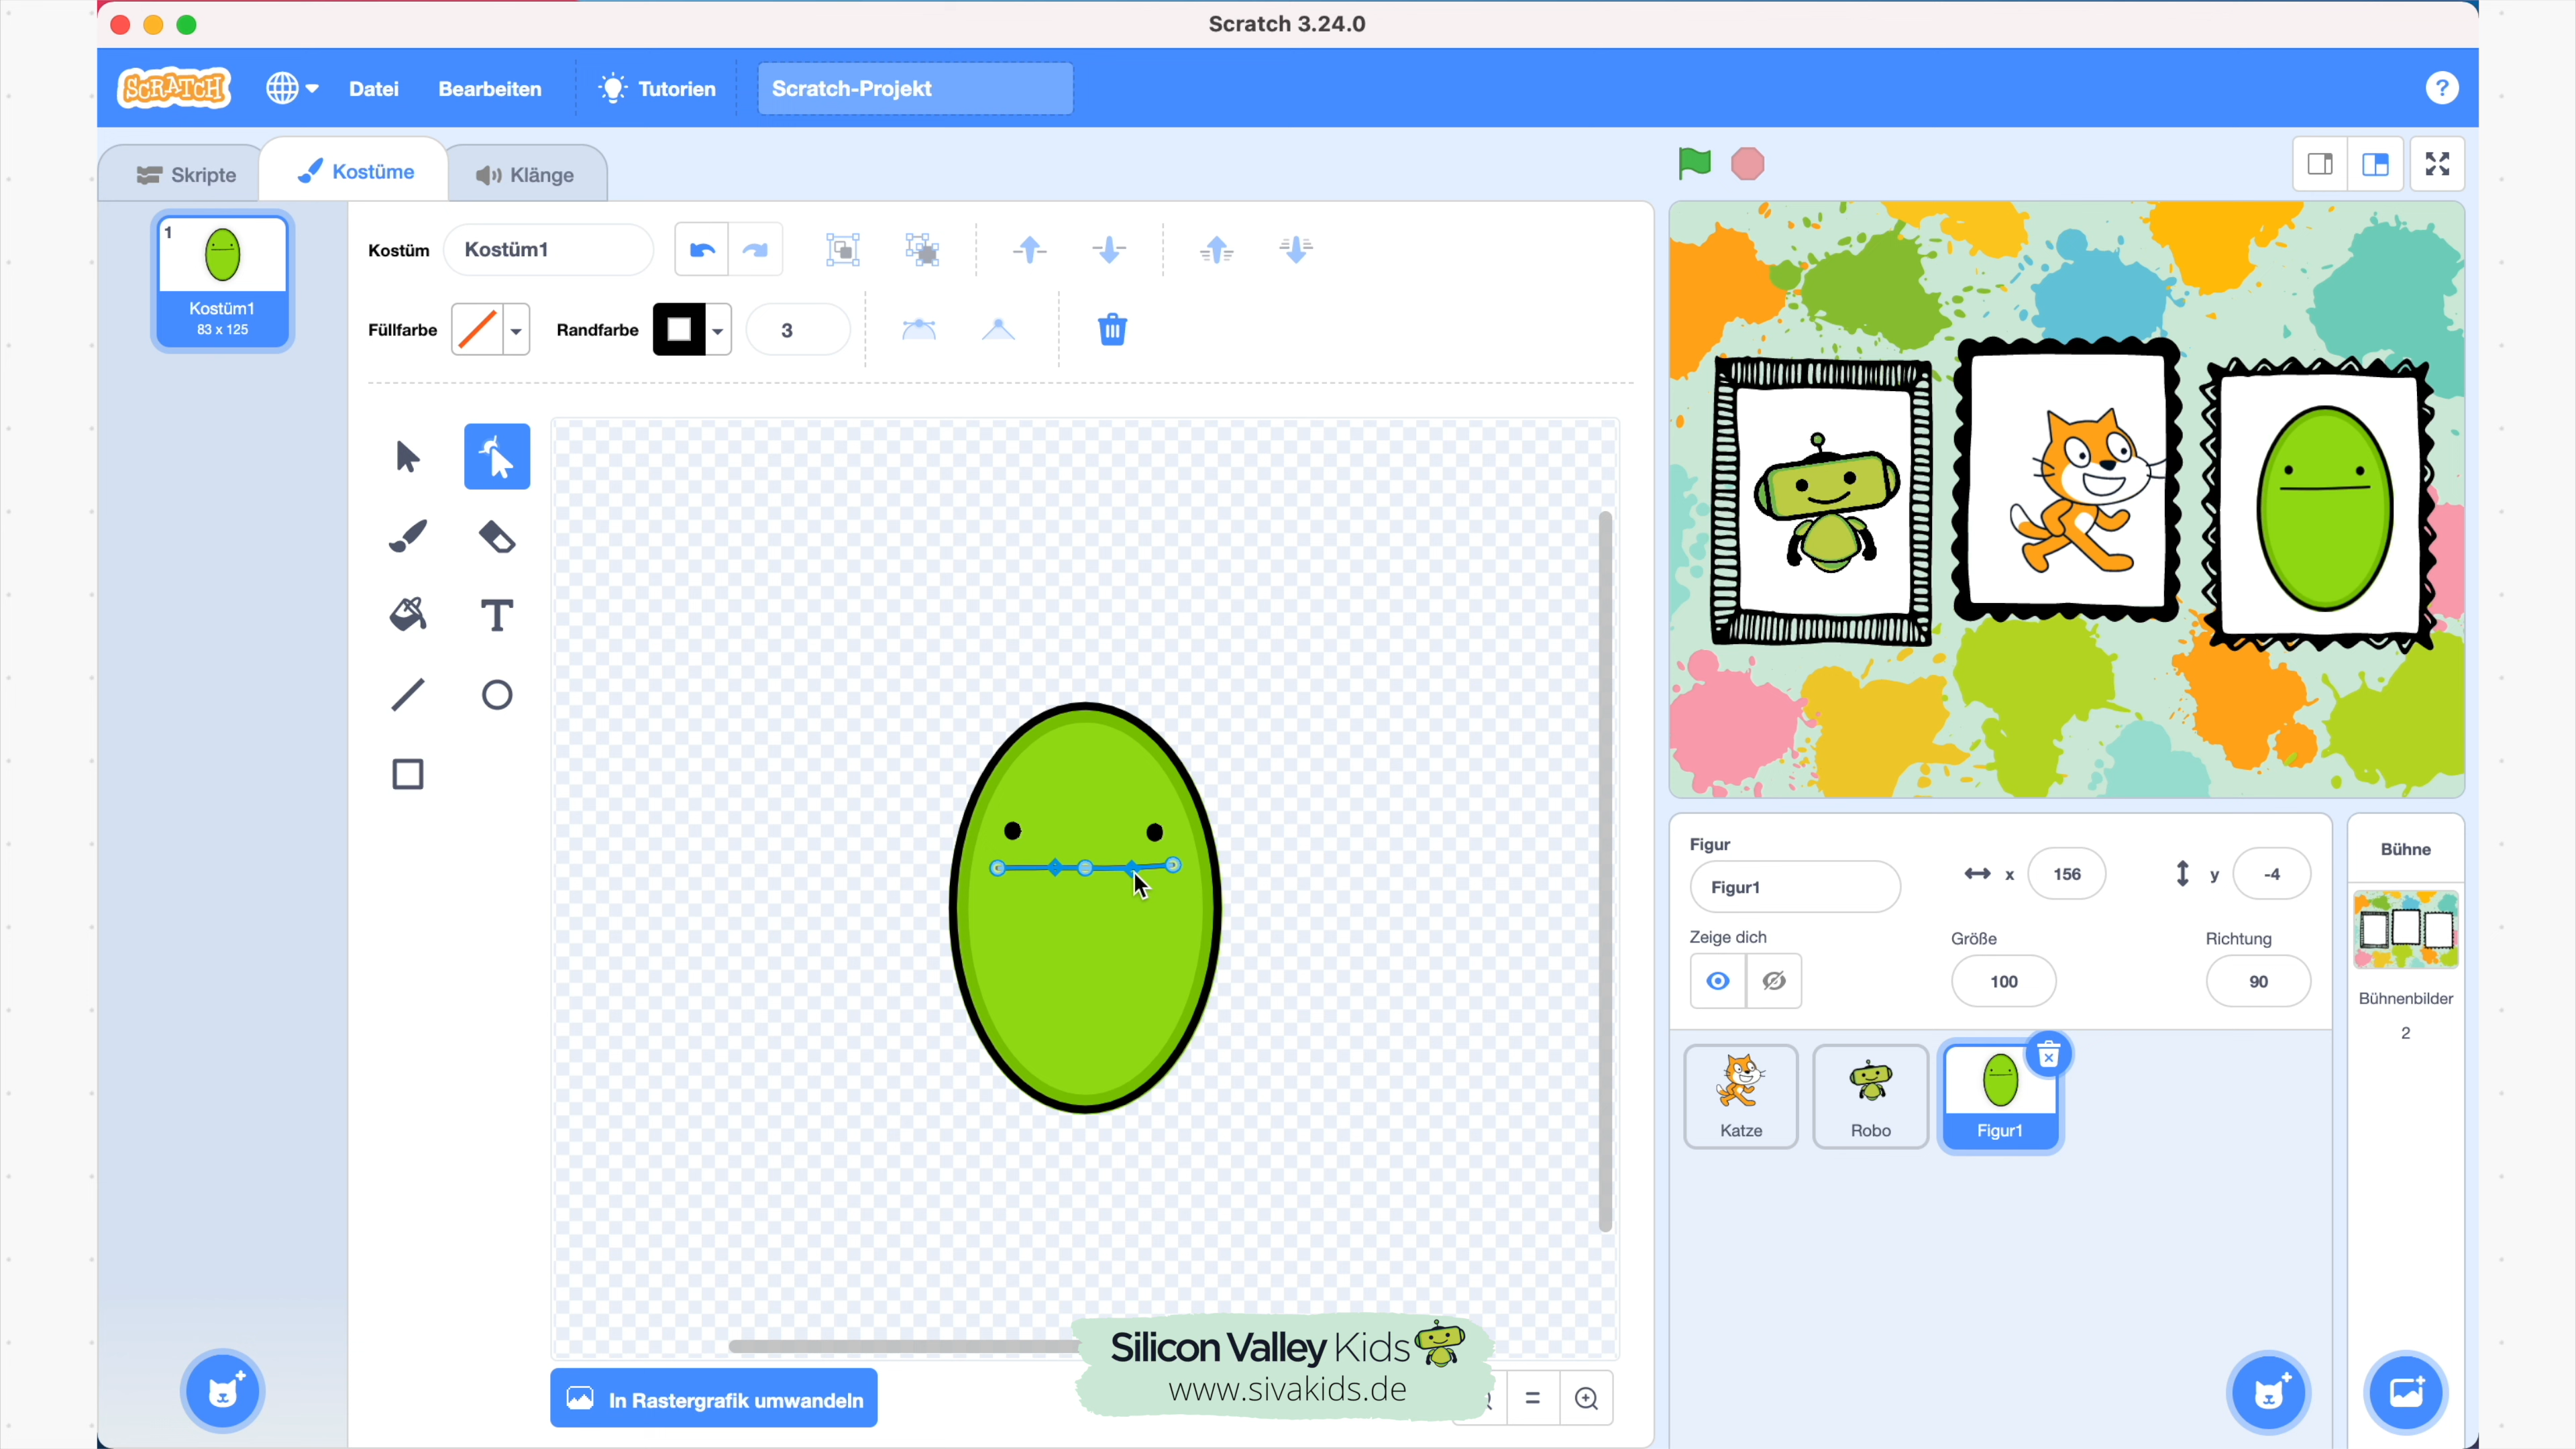 Scratch 3.24.0
SCRATCH
Datei
Bearbeiten
Tutorien
Scratch-Projekt
?
Skripte
Kostüme
Klänge
1
Kostüm1
83 x 125
Kostüm
Kostüm1
Füllfarbe
Randfarbe
3
T
Figur
Figur1
x
156
y
-4
Zeige dich
Größe
100
Richtung
90
Bühne
Bühnenbilder
2
Katze
Robo
Figur1
In Rastergrafik umwandeln
Silicon Valley Kids
www.sivakids.de